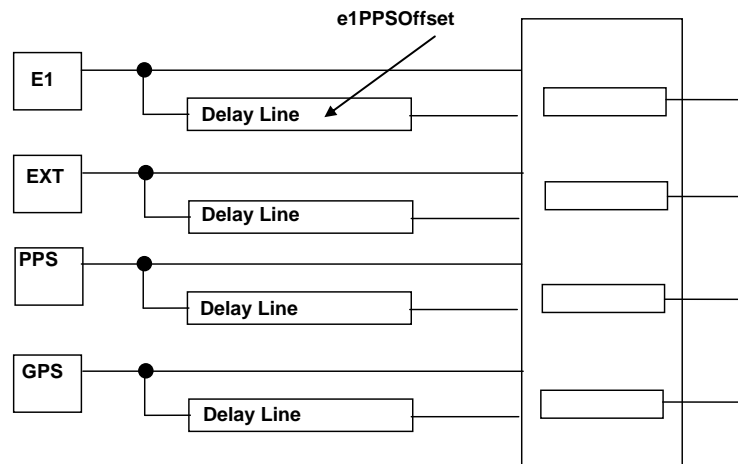 e1PPSOffset
E1
Delay Line
EXT
Delay Line
PPS
Delay Line
GPS
Delay Line